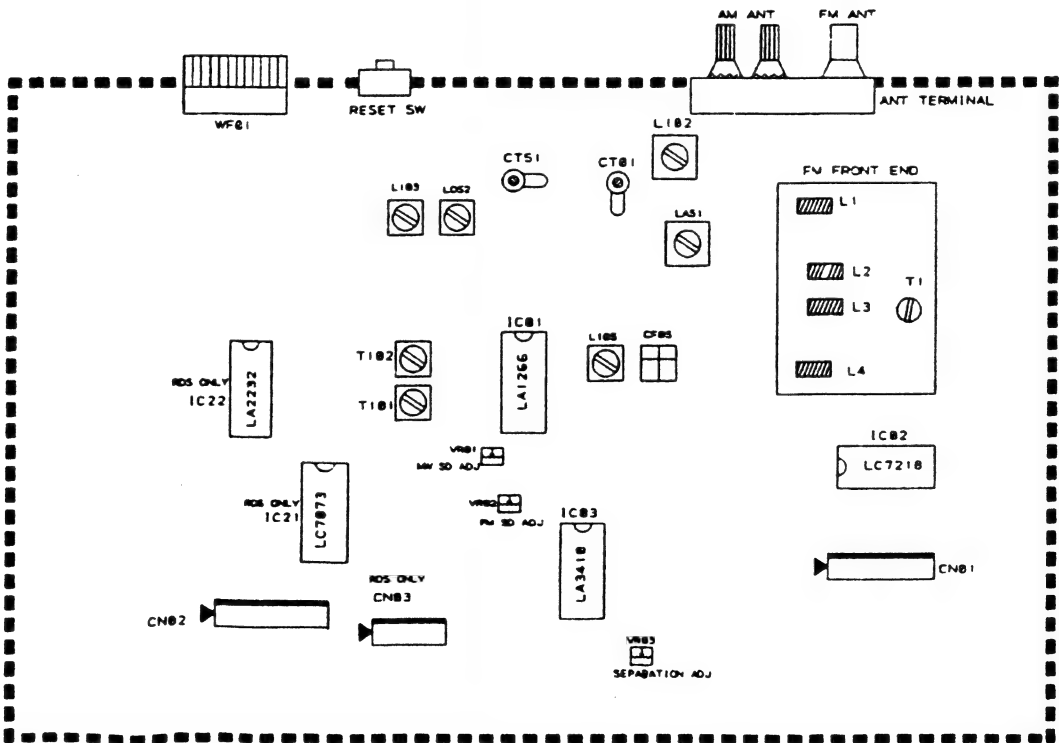 AM ANT
FM ANT
WF01
RESET SW
ANT TERMINAL
L102
CT51
CT01
FM FRONT END
L103
LO52
LA51
L1
L2
T1
L3
L4
IC01
LA1266
L105
CF05
T102
T101
RDS ONLY
IC22
LA2232
VR01
MW SD ADJ
IC02
LC7218
RDS ONLY
IC21
LC7073
VR02
FM SD ADJ
IC03
LA3410
CN01
RDS ONLY
CN03
CN02
VR03
SEPABATION ADJ